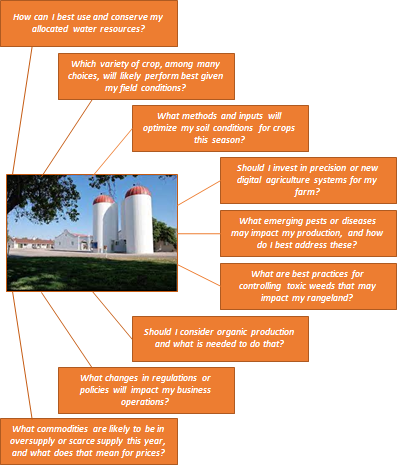 How can I best use and conserve my
allocated water resources?
Which variety of crop, among many
choices, will likely perform best given
my field conditions?
What methods and inputs will
optimize my soil conditions for crops
this season?
Should I invest in precision or new
digital agriculture systems for my
farm?
What emerging pests or diseases
may impact my production, and how
do I best address these?
What are best practices for
controlling toxic weeds that may
impact my rangeland?
Should I consider organic production
and what is needed to do that?
What changes in regulations or
policies will impact my business
operations?
What commodities are likely to be in
oversupply or scarce supply this year,
and what does that mean for prices?